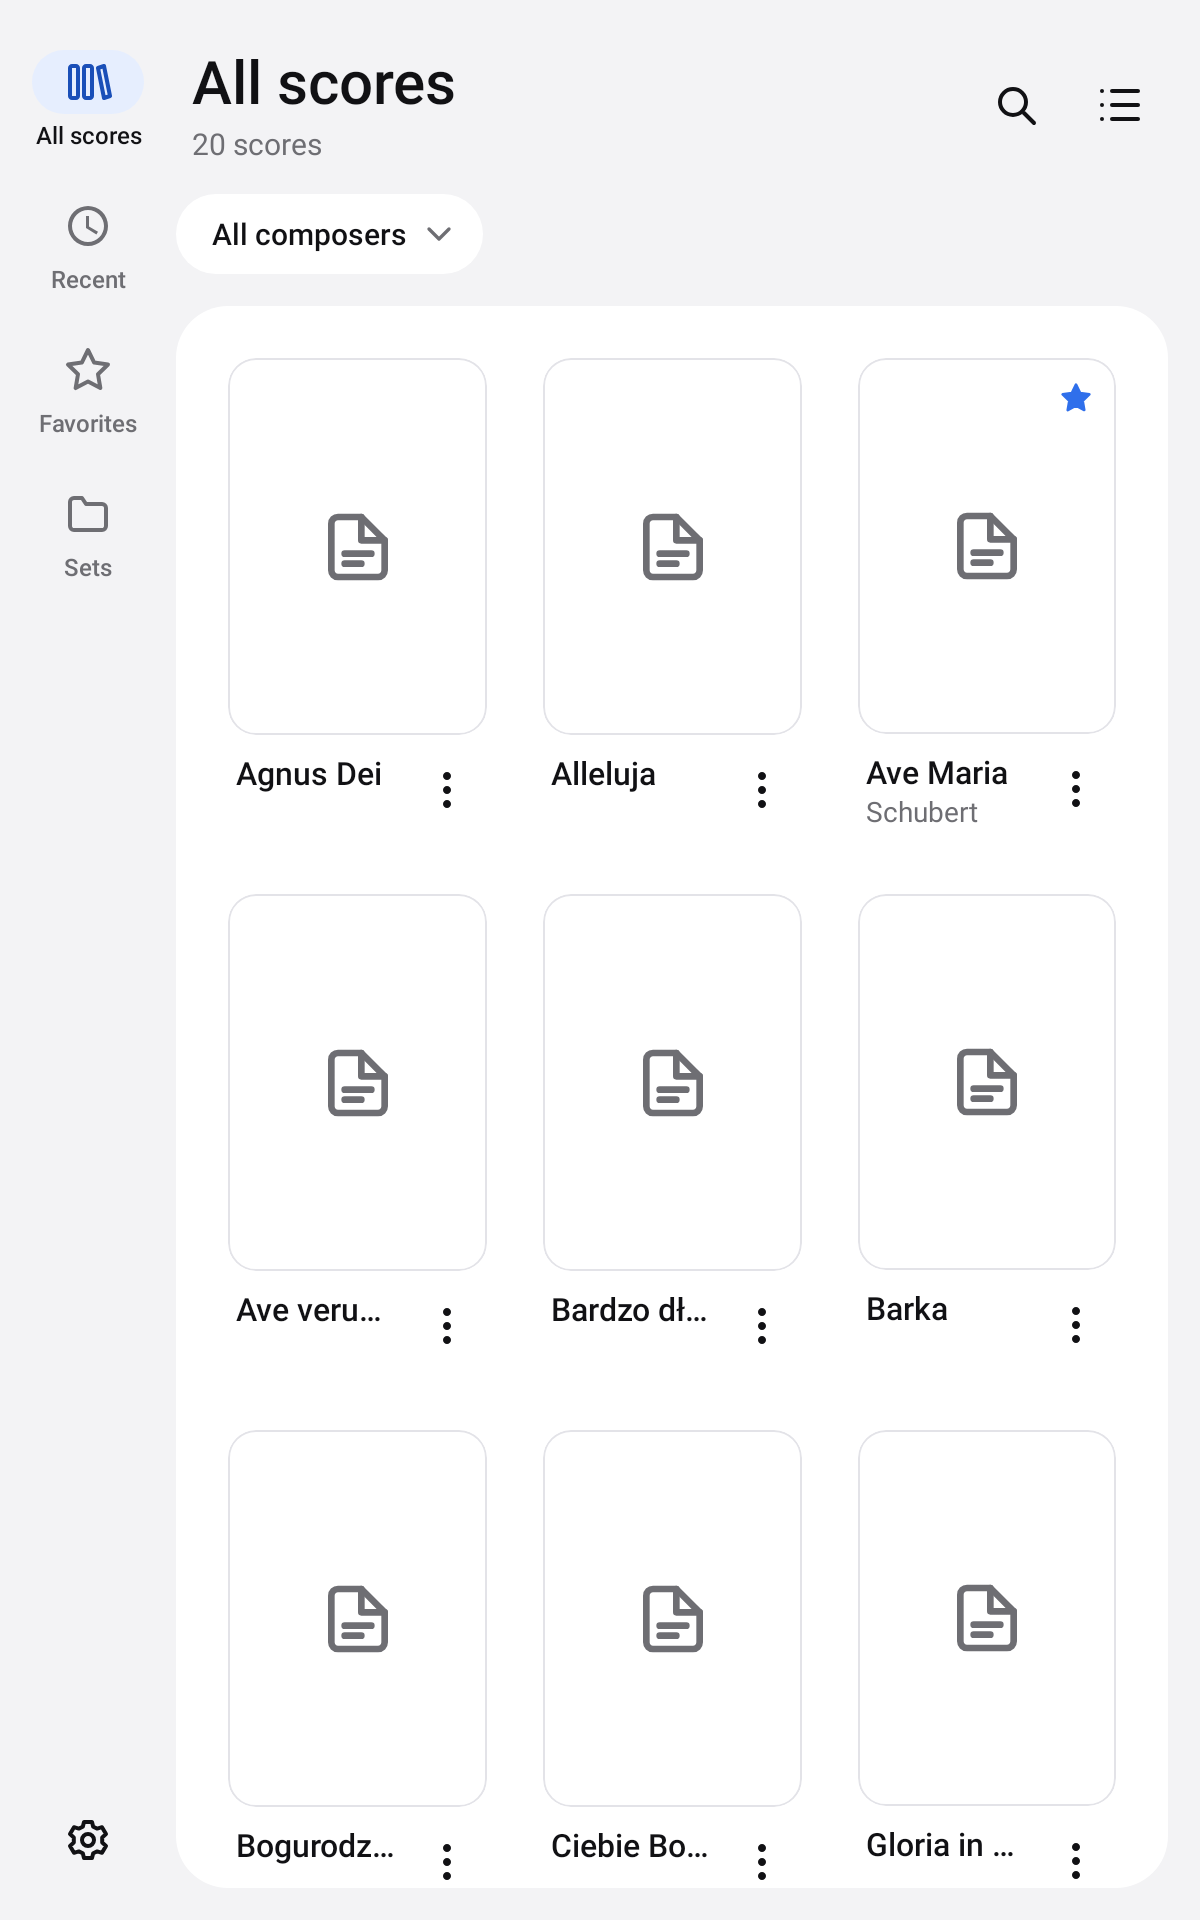 All scores
20 scores
All scores
Recent
Favorites
Sets
All composers
Agnus Dei
Alleluja
Ave Maria
Schubert
Ave veru...
Bardzo dł...
Barka
Bogurodz...
Ciebie Bo...
Gloria in ...